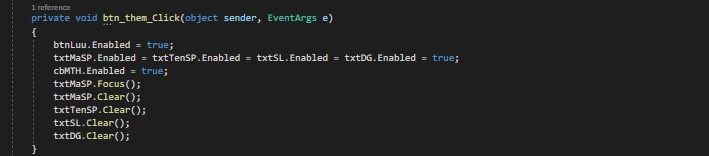 1 reference
private void btn_them_Click(object sender, EventArgs e)
{
btnLuu.Enabled = true;
txtMaSP.Enabled = txtTenSP.Enabled = txtSL.Enabled = txtDG.Enabled = true;
cbMTH.Enabled = true;
txtMaSP.Focus();
txtMaSP.Clear();
txtTenSP.Clear();
txtSL.Clear();
txtDG.Clear();
}